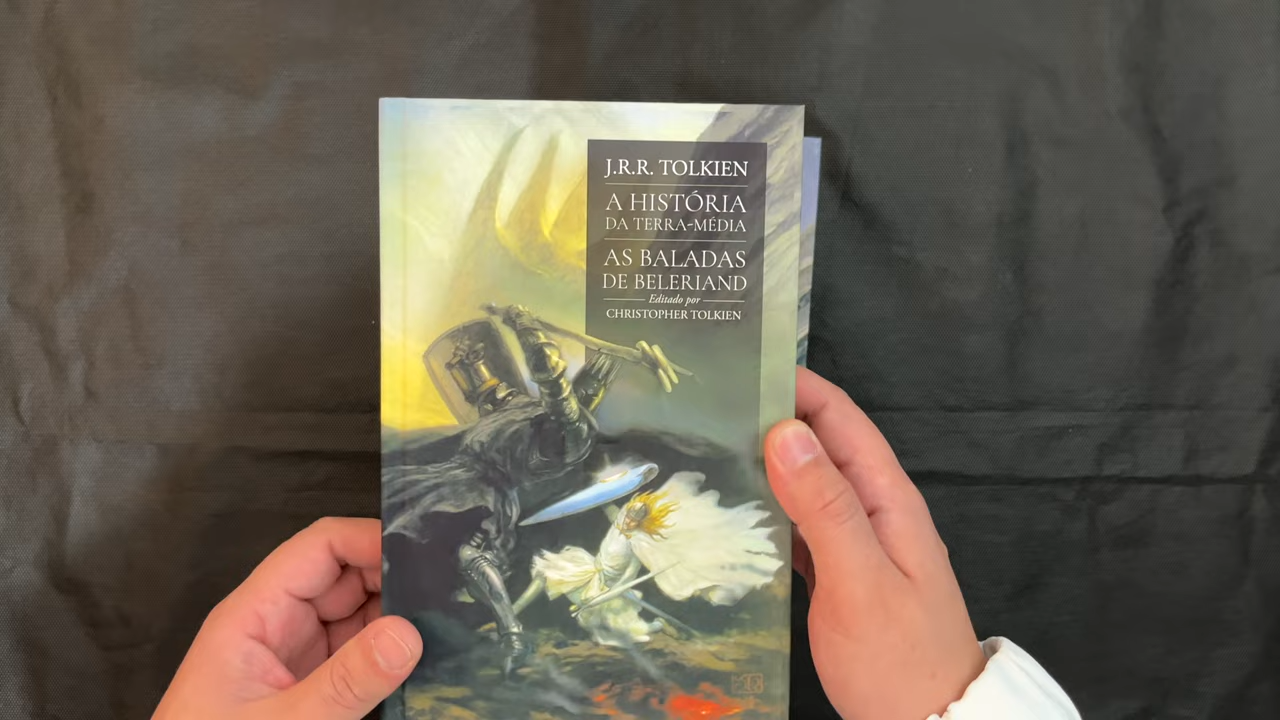 J.R.R. TOLKIEN
A HISTÓRIA
DA TERRA-MÉDIA
AS BALADAS
DE BELERIAND
Editado por
CHRISTOPHER TOLKIEN